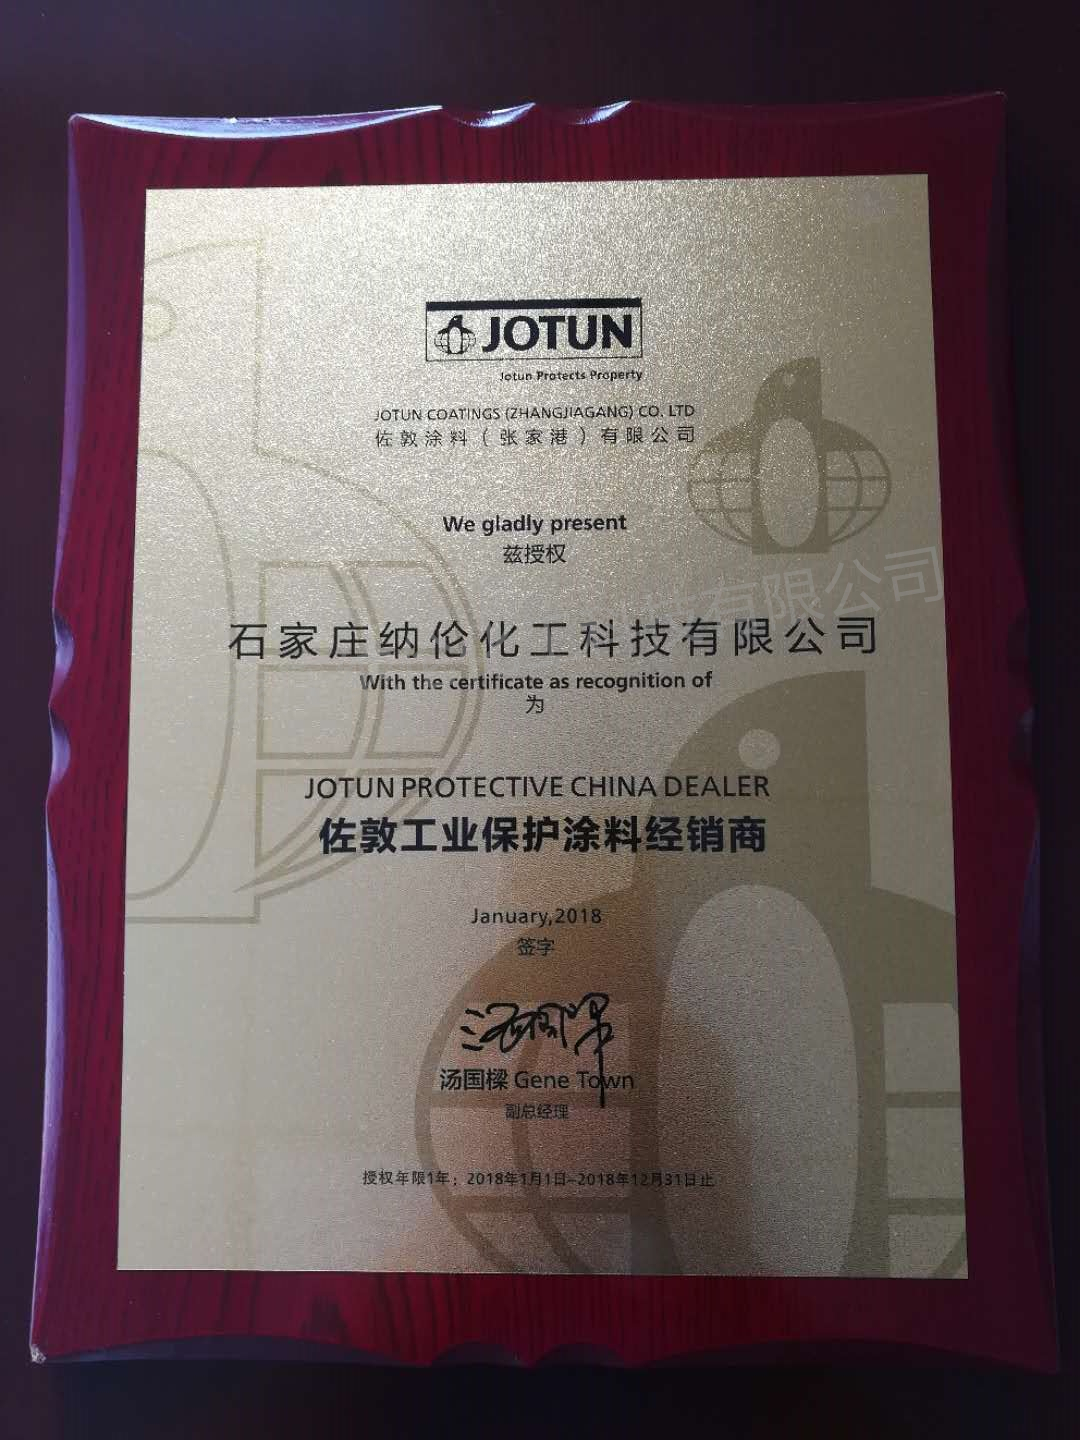 JOTUN
Jotun Protects Property
JOTUN COATINGS (ZHANGJIAGANG) CO. LTD
佐敦涂料（张家港）有限公司
We gladly present
兹授权
石家庄纳伦化工科技有限公司
With the certificate as recognition of
为
JOTUN PROTECTIVE CHINA DEALER
佐敦工业保护涂料经销商
January,2018
签字
汤国樑 Gene Town
副总经理
授权年限1年：2018年1月1日-2018年12月31日止
有限公司